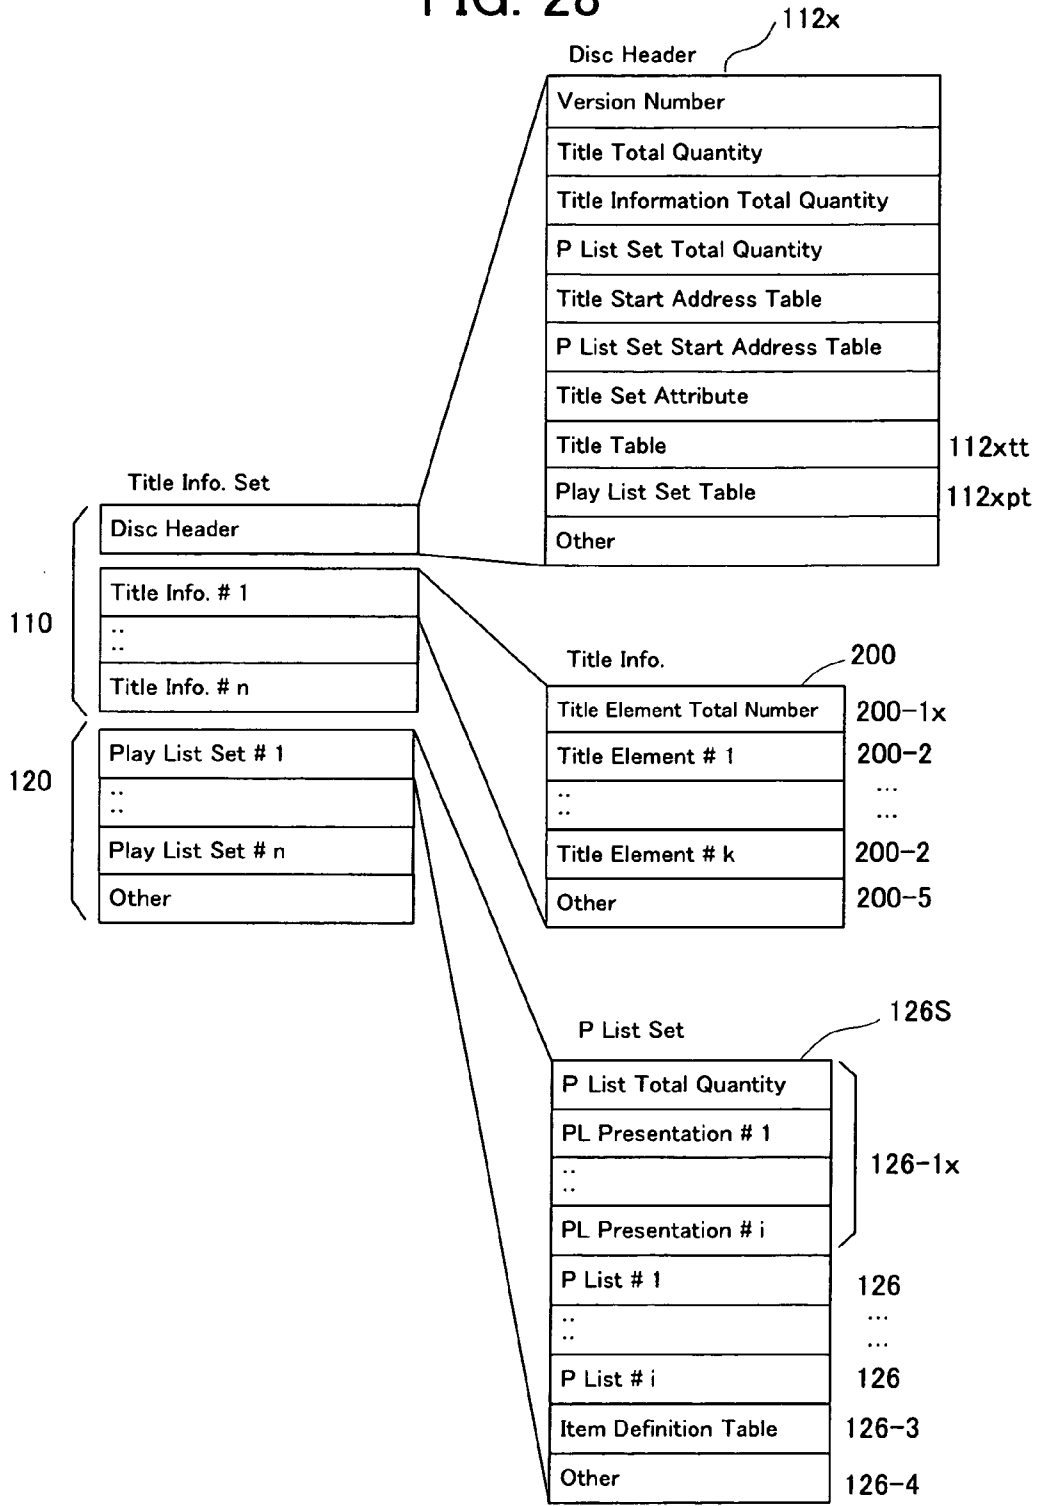 FIG. 28
112x
Disc Header
Version Number
Title Total Quantity
Title Information Total Quantity
P List Set Total Quantity
Title Start Address Table
P List Set Start Address Table
Title Set Attribute
Title Table 112xtt
Play List Set Table 112xpt
Other
Title Info. Set
Disc Header
110
Title Info. # 1
::
Title Info. # n
120
Play List Set # 1
::
Play List Set # n
Other
Title Info. 200
Title Element Total Number 200-1x
Title Element # 1 200-2
:: ... ...
Title Element # k 200-2
Other 200-5
P List Set 126S
P List Total Quantity
PL Presentation # 1
::
126-1x
PL Presentation # i
P List # 1 126
:: ... ...
P List # i 126
Item Definition Table 126-3
Other 126-4